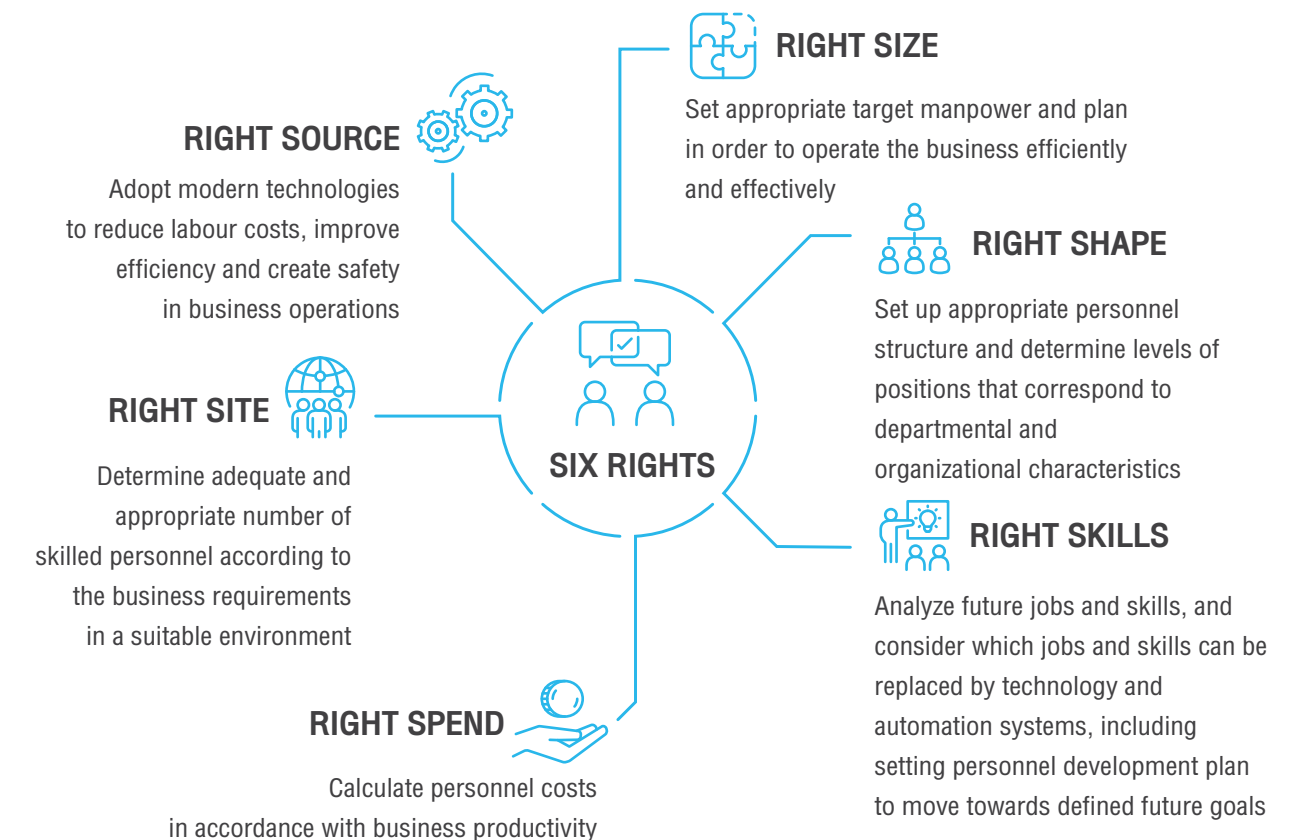 RIGHT SIZE
Set appropriate target manpower and plan
in order to operate the business efficiently
and effectively
RIGHT SHAPE
Set up appropriate personnel
structure and determine levels of
positions that correspond to
departmental and
organizational characteristics
RIGHT SKILLS
Analyze future jobs and skills, and
consider which jobs and skills can be
replaced by technology and
automation systems, including
setting personnel development plan
to move towards defined future goals
RIGHT SPEND
Calculate personnel costs
in accordance with business productivity
RIGHT SITE
Determine adequate and
appropriate number of
skilled personnel according to
the business requirements
in a suitable environment
RIGHT SOURCE
Adopt modern technologies
to reduce labour costs, improve
efficiency and create safety
in business operations
SIX RIGHTS